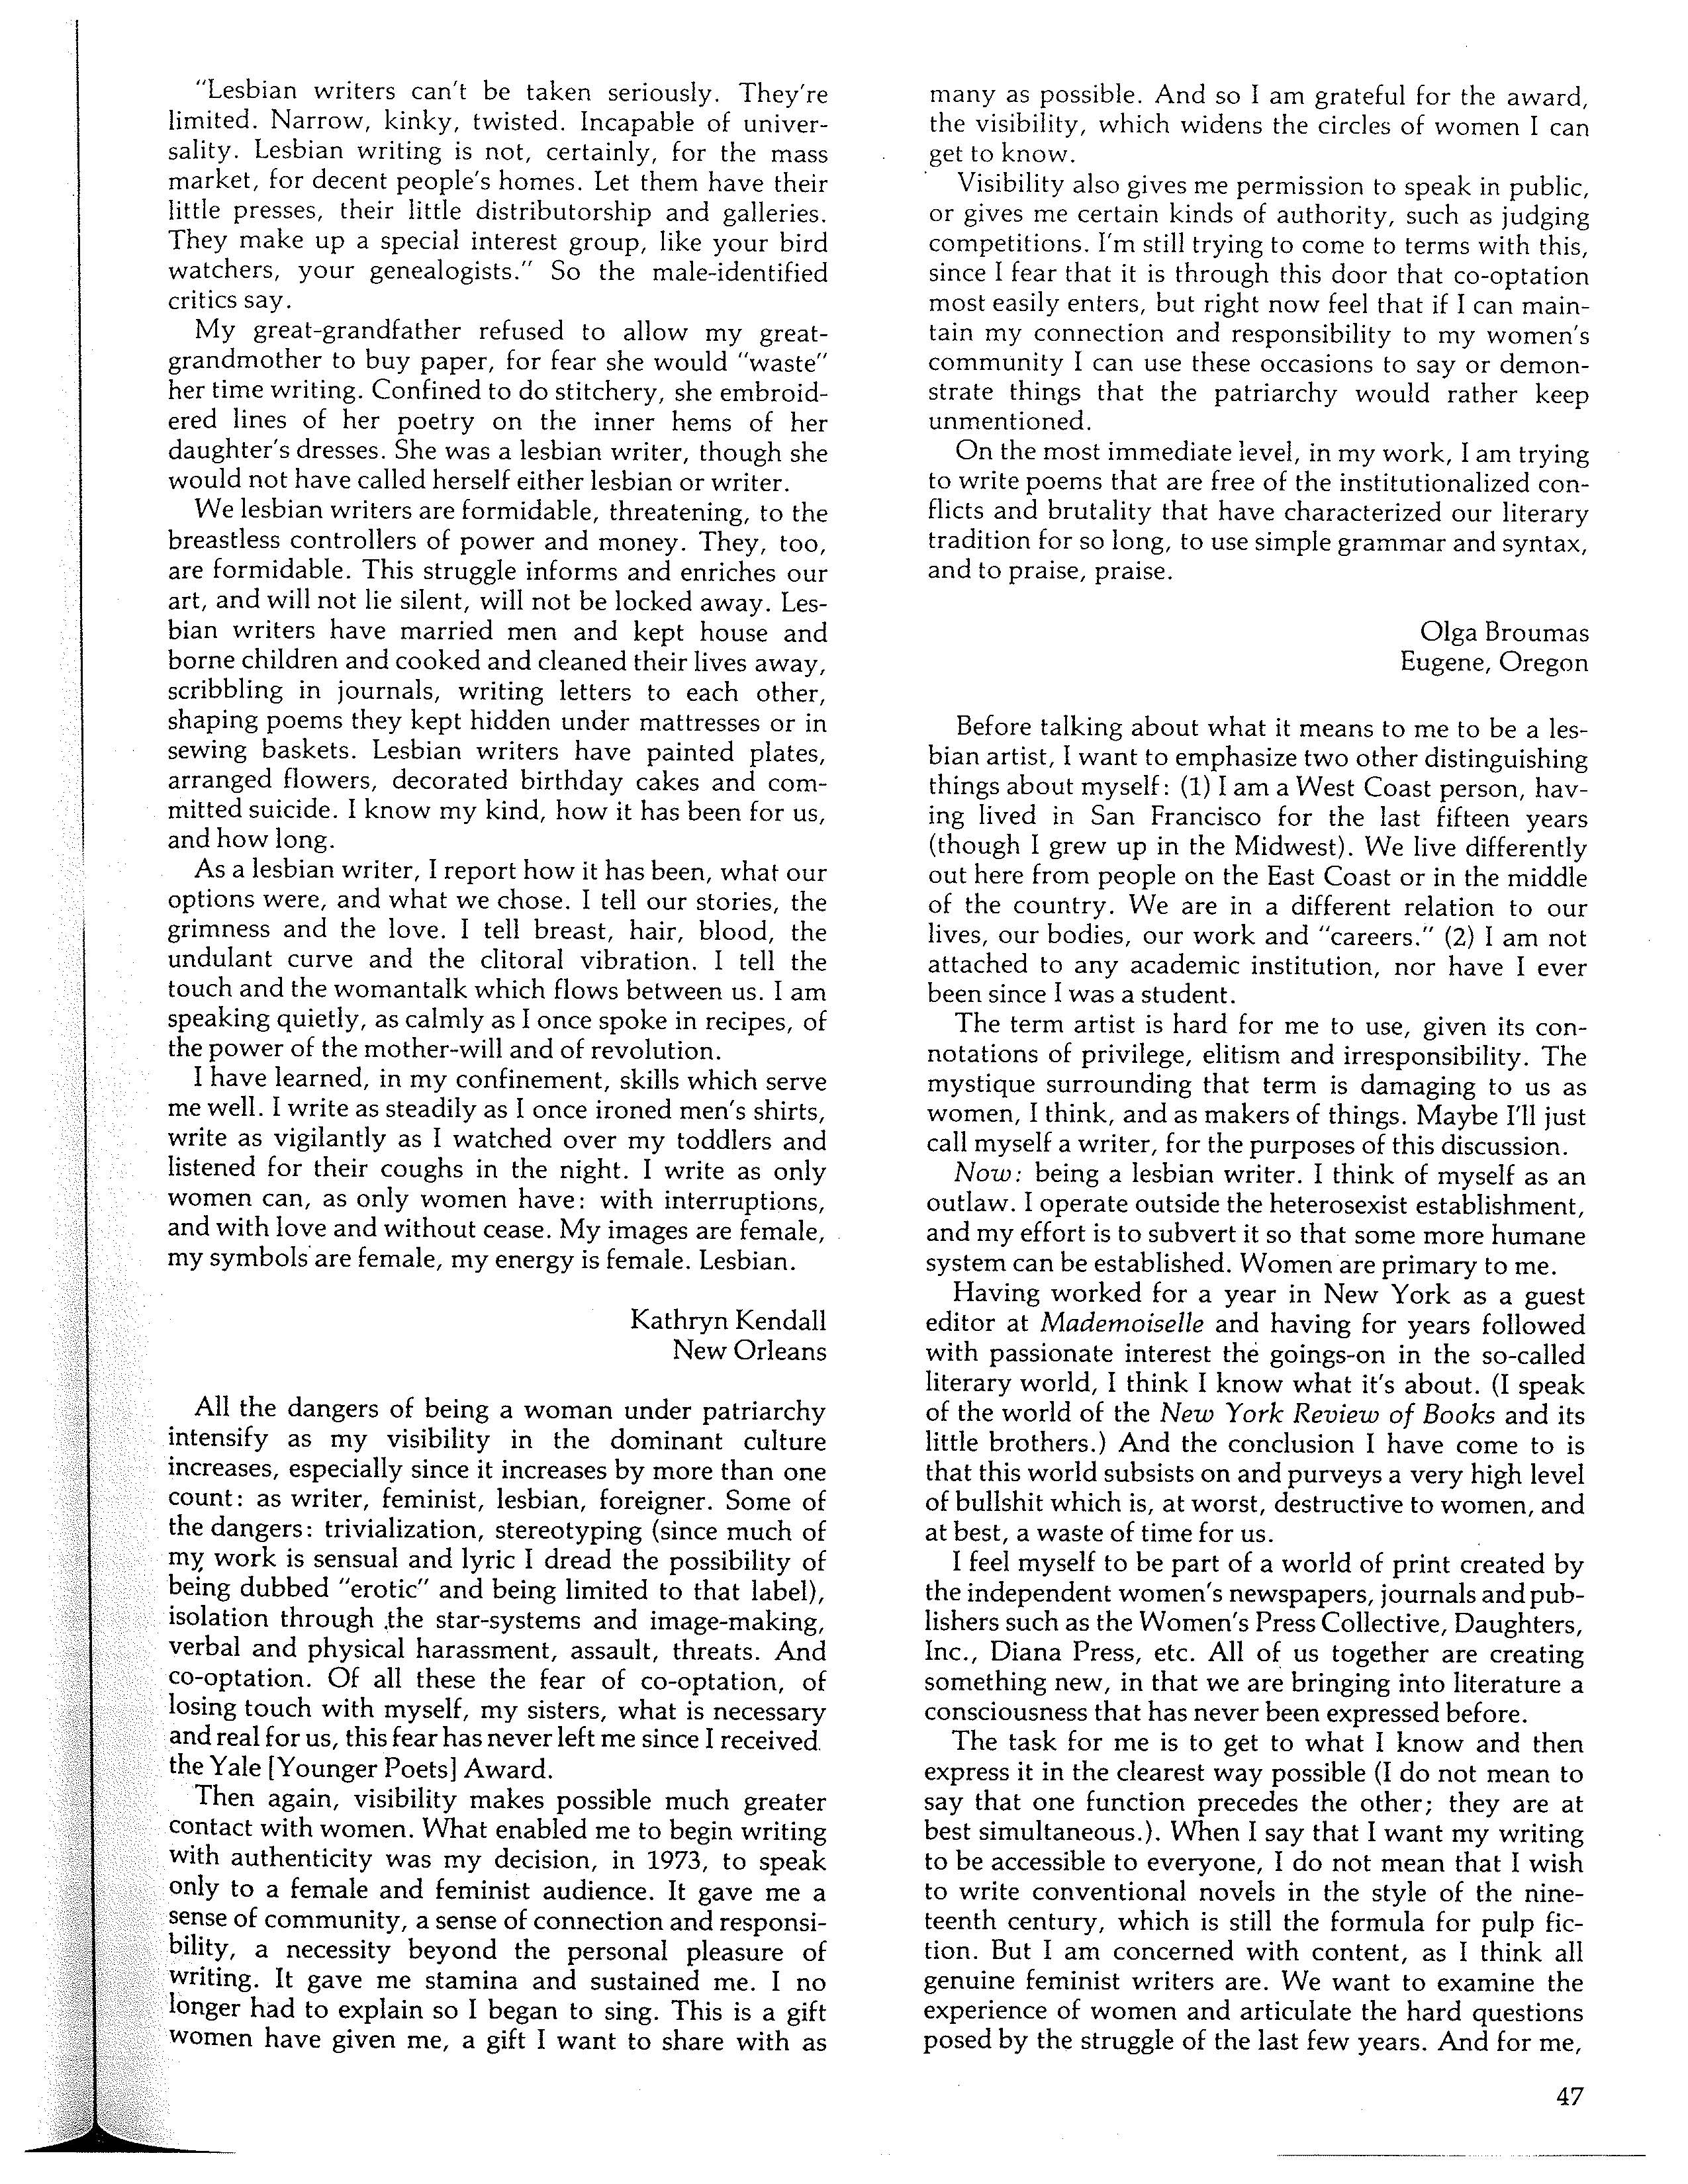 "Lesbian writers can't be taken seriously. They're
limited. Narrow, kinky, twisted. Incapable of univer-
sality. Lesbian writing is not, certainly, for the mass
market, for decent people's homes. Let them have their
little presses, their little distributorship and galleries.
They make up a special interest group, like your bird
watchers, your genealogists." So the male-identified
critics say.
My great-grandfather refused to allow my great-
grandmother to buy paper, for fear she would "waste"
her time writing. Confined to do stitchery, she embroid-
ered lines of her poetry on the inner hems of her
daughter's dresses. She was a lesbian writer, though she
would not have called herself either lesbian or writer.
We lesbian writers are formidable, threatening, to the
breastless controllers of power and money. They, too,
are formidable. This struggle informs and enriches our
art, and will not lie silent, will not be locked away. Les-
bian writers have married men and kept house and
borne children and cooked and cleaned their lives away,
scribbling in journals, writing letters to each other,
shaping poems they kept hidden under mattresses or in
sewing baskets. Lesbian writers have painted plates,
arranged flowers, decorated birthday cakes and com-
mitted suicide. I know my kind, how it has been for us,
and how long.
As a lesbian writer, I report how it has been, what our
options were, and what we chose. I tell our stories, the
grimness and the love. I tell breast, hair, blood, the
undulant curve and the clitoral vibration. I tell the
touch and the womantalk which flows between us. I am
speaking quietly, as calmly as I once spoke in recipes, of
the power of the mother-will and of revolution.
I have learned, in my confinement, skills which serve
me well. I write as steadily as I once ironed men's shirts,
write as vigilantly as I watched over my toddlers and
listened for their coughs in the night. I write as only
women can, as only women have: with interruptions,
and with love and without cease. My images are female,
my symbols are female, my energy is female. Lesbian.
Kathryn Kendall
New Orleans
All the dangers of being a woman under patriarchy
intensify as my visibility in the dominant culture
increases, especially since it increases by more than one
count: as writer, feminist, lesbian, foreigner. Some of
the dangers: trivialization, stereotyping (since much of
my work is sensual and lyric I dread the possibility of
being dubbed "erotic" and being limited to that label),
isolation through the star-systems and image-making,
verbal and physical harassment, assault, threats. And
co-optation. Of all these the fear of co-optation, of
losing touch with myself, my sisters, what is necessary
and real for us, this fear has never left me since I received
the Yale [Younger Poets] Award.
Then again, visibility makes possible much greater
contact with women. What enabled me to begin writing
with authenticity was my decision, in 1973, to speak
only to a female and feminist audience. It gave me a
sense of community, a sense of connection and responsi-
bility, a necessity beyond the personal pleasure of
writing. It gave me stamina and sustained me. I no
longer had to explain so I began to sing. This is a gift
women have given me, a gift I want to share with as
many as possible. And so I am grateful for the award,
the visibility, which widens the circles of women I can
get to know.
Visibility also gives me permission to speak in public,
or gives me certain kinds of authority, such as judging
competitions. I'm still trying to come to terms with this,
since I fear that it is through this door that co-optation
most easily enters, but right now feel that if I can main-
tain my connection and responsibility to my women's
community I can use these occasions to say or demon-
strate things that the patriarchy would rather keep
unmentioned.
On the most immediate level, in my work, I am trying
to write poems that are free of the institutionalized con-
flicts and brutality that have characterized our literary
tradition for so long, to use simple grammar and syntax,
and to praise, praise.
Olga Broumas
Eugene, Oregon
Before talking about what it means to me to be a les-
bian artist, I want to emphasize two other distinguishing
things about myself: (1) I am a West Coast person, hav-
ing lived in San Francisco for the last fifteen years
(though I grew up in the Midwest). We live differently
out here from people on the East Coast or in the middle
of the country. We are in a different relation to our
lives, our bodies, our work and "careers." (2) I am not
attached to any academic institution, nor have I ever
been since I was a student.
The term artist is hard for me to use, given its con-
notations of privilege, elitism and irresponsibility. The
mystique surrounding that term is damaging to us as
women, I think, and as makers of things. Maybe I'll just
call myself a writer, for the purposes of this discussion.
Now: being a lesbian writer. I think of myself as an
outlaw. I operate outside the heterosexist establishment,
and my effort is to subvert it so that some more humane
system can be established. Women are primary to me.
Having worked for a year in New York as a guest
editor at Mademoiselle and having for years followed
with passionate interest the goings-on in the so-called
literary world, I think I know what it's about. (I speak
of the world of the New York Review of Books and its
little brothers.) And the conclusion I have come to is
that this world subsists on and purveys a very high level
of bullshit which is, at worst, destructive to women, and
at best, a waste of time for us.
I feel myself to be part of a world of print created by
the independent women's newspapers, journals and pub-
lishers such as the Women's Press Collective, Daughters,
Inc., Diana Press, etc. All of us together are creating
something new, in that we are bringing into literature a
consciousness that has never been expressed before.
The task for me is to get to what I know and then
express it in the clearest way possible (I do not mean to
say that one function precedes the other; they are at
best simultaneous.). When I say that I want my writing
to be accessible to everyone, I do not mean that I wish
to write conventional novels in the style of the nine-
teenth century, which is still the formula for pulp fic-
tion. But I am concerned with content, as I think all
genuine feminist writers are. We want to examine the
experience of women and articulate the hard questions
posed by the struggle of the last few years. And for me,
47